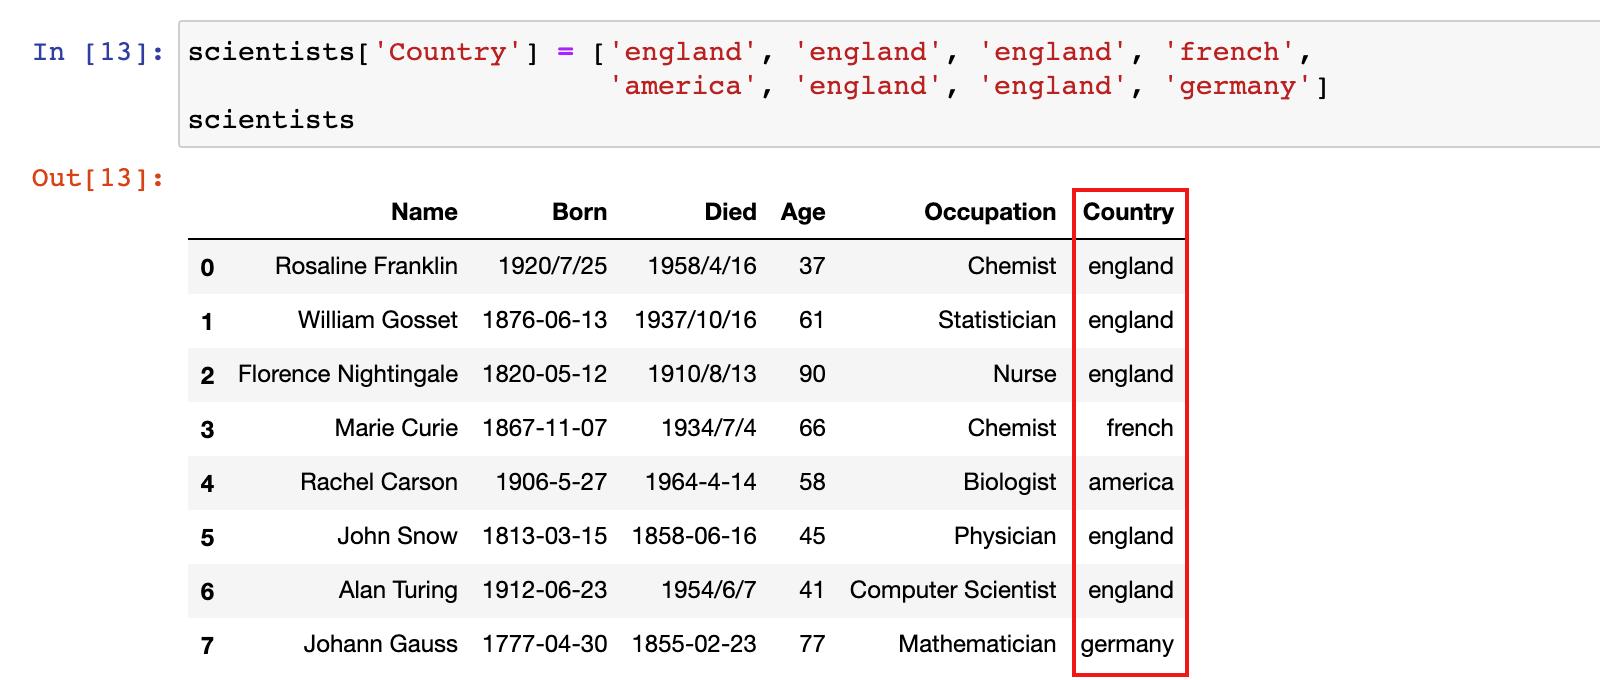 In [13]: scientists['Country'] = ['england', 'england', 'england', 'french',
'america', 'england', 'england', 'germany']
scientists
Out[13]:
Name Born Died Age Occupation Country
0 Rosaline Franklin 1920/7/25 1958/4/16 37 Chemist england
1 William Gosset 1876-06-13 1937/10/16 61 Statistician england
2 Florence Nightingale 1820-05-12 1910/8/13 90 Nurse england
3 Marie Curie 1867-11-07 1934/7/4 66 Chemist french
4 Rachel Carson 1906-5-27 1964-4-14 58 Biologist america
5 John Snow 1813-03-15 1858-06-16 45 Physician england
6 Alan Turing 1912-06-23 1954/6/7 41 Computer Scientist england
7 Johann Gauss 1777-04-30 1855-02-23 77 Mathematician germany